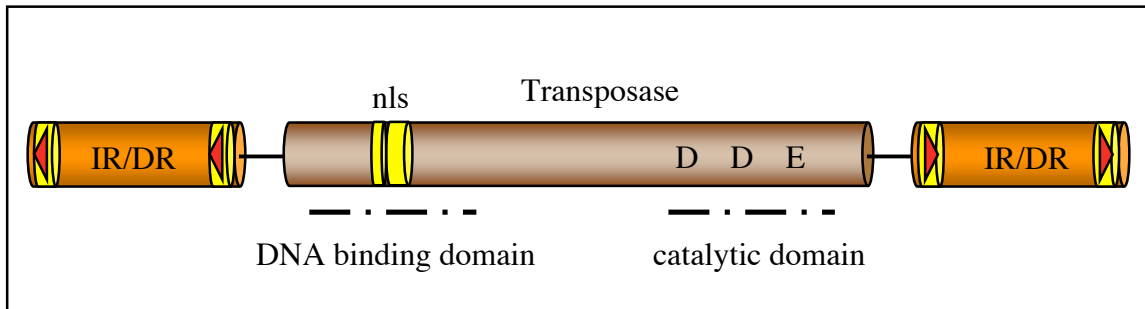 nls
Transposase
IR/DR
D D E
IR/DR
DNA binding domain
catalytic domain